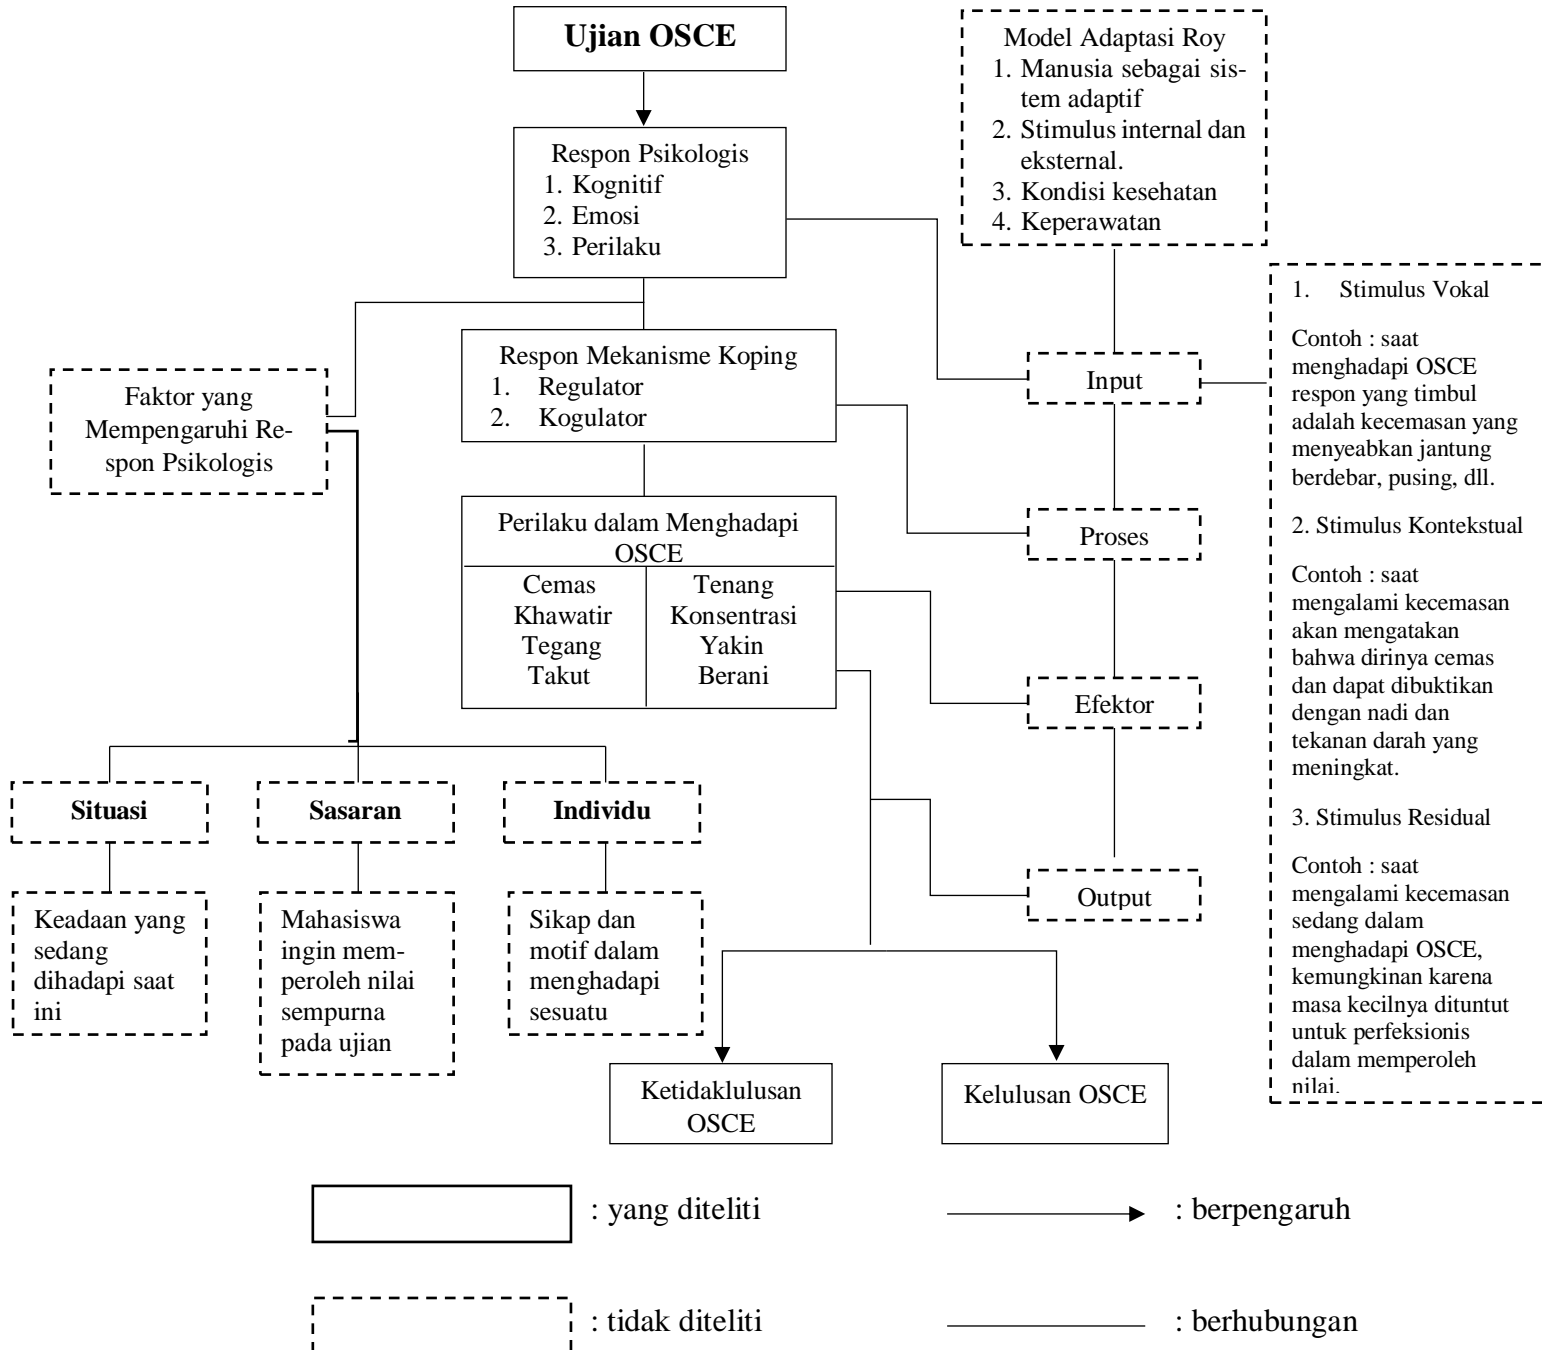 Ujian OSCE
Model Adaptasi Roy
1. Manusia sebagai sis-
tem adaptif
2. Stimulus internal dan
eksternal.
3. Kondisi kesehatan
4. Keperawatan
Respon Psikologis
1. Kognitif
2. Emosi
3. Perilaku
Respon Mekanisme Koping
1. Regulator
2. Kogulator
Faktor yang
Mempengaruhi Re-
spon Psikologis
Perilaku dalam Menghadapi
OSCE
Cemas
Khawatir
Tegang
Takut
Tenang
Konsentrasi
Yakin
Berani
Input
Proses
Efektor
Output
1. Stimulus Vokal
Contoh : saat
menghadapi OSCE
respon yang timbul
adalah kecemasan yang
menyeabkan jantung
berdebar, pusing, dll.
2. Stimulus Kontekstual
Contoh : saat
mengalami kecemasan
akan mengatakan
bahwa dirinya cemas
dan dapat dibuktikan
dengan nadi dan
tekanan darah yang
meningkat.
3. Stimulus Residual
Contoh : saat
mengalami kecemasan
sedang dalam
menghadapi OSCE,
kemungkinan karena
masa kecilnya dituntut
untuk perfeksionis
dalam memperoleh
nilai.
Situasi
Sasaran
Individu
Keadaan yang
sedang
dihadapi saat
ini
Mahasiswa
ingin mem-
peroleh nilai
sempurna
pada ujian
Sikap dan
motif dalam
menghadapi
sesuatu
Ketidaklulusan
OSCE
Kelulusan OSCE
: yang diteliti
: berpengaruh
: tidak diteliti
: berhubungan